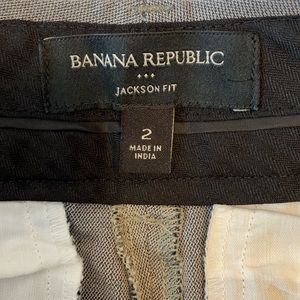 BANANA REPUBLIC
JACKSON FIT
2
MADE IN
INDIA